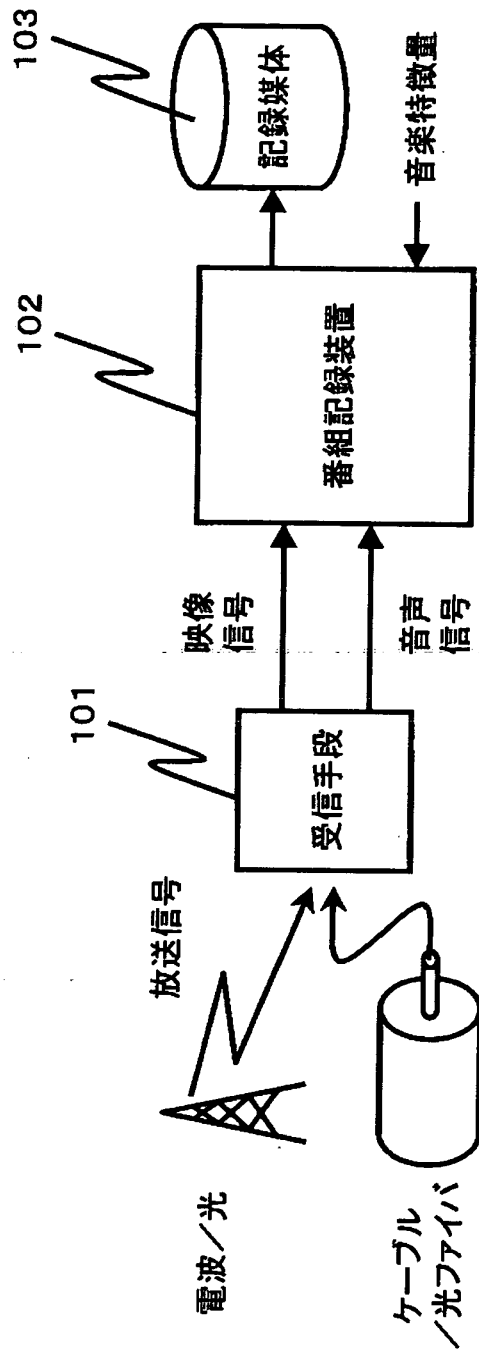 電波／光
放送信号
ケーブル
／光ファイバ
101
受信手段
映像
信号
音声
信号
102
番組記録装置
103
記録媒体
音楽特徴量